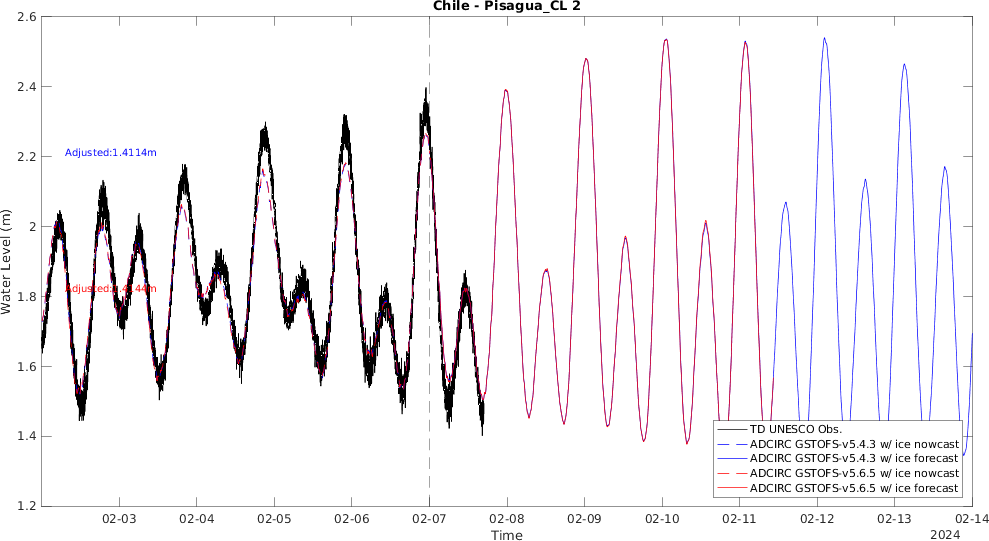 Chile - Pisagua_CL 2
2.6
2.4
2.2
2
1.8
1.6
1.4
1.2
Water Level (m)
Adjusted:1.4114m
Adjusted:1.4144m
TD UNESCO Obs.
ADCIRC GSTOFS-v5.4.3 w/ ice nowcast
ADCIRC GSTOFS-v5.4.3 w/ ice forecast
ADCIRC GSTOFS-v5.6.5 w/ ice nowcast
ADCIRC GSTOFS-v5.6.5 w/ ice forecast
02-03 02-04 02-05 02-06 02-07 02-08 02-09 02-10 02-11 02-12 02-13 02-14
Time
2024